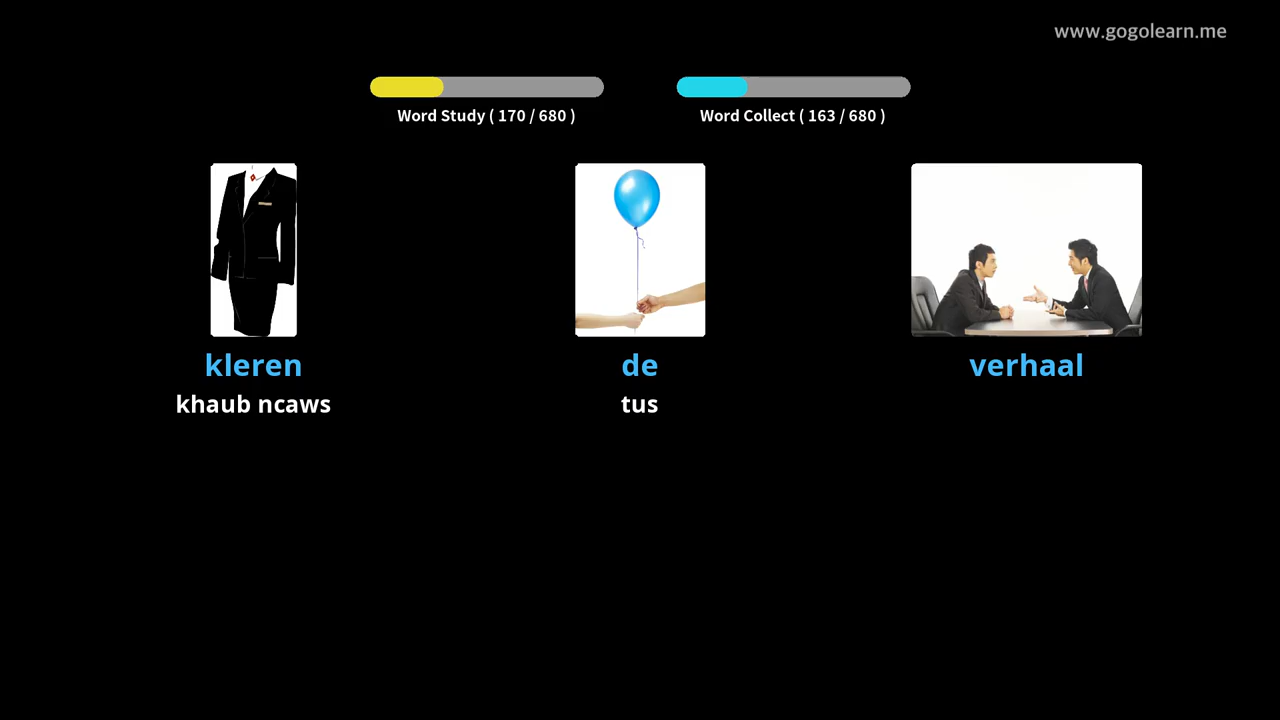 www.gogolearn.me
Word Study ( 170 / 680 )
Word Collect ( 163 / 680 )
kleren
de
verhaal
khaub ncaws
tus